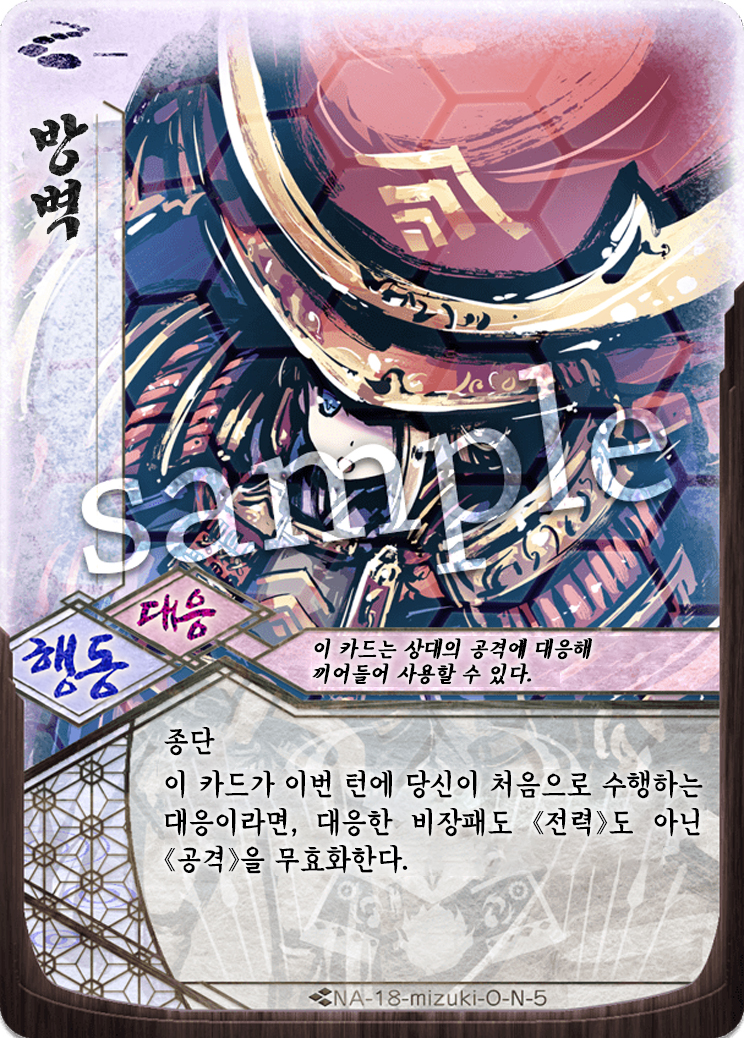 방벽
sample
대응
행동
이 카드는 상대의 공격에 대응해
끼어들어 사용할 수 있다.
종단
이 카드가 이번 턴에 당신이 처음으로 수행하는
대응이라면, 대응한 비장패도 《전력》도 아닌
《공격》을 무효화한다.
NA-18-mizuki-O-N-5